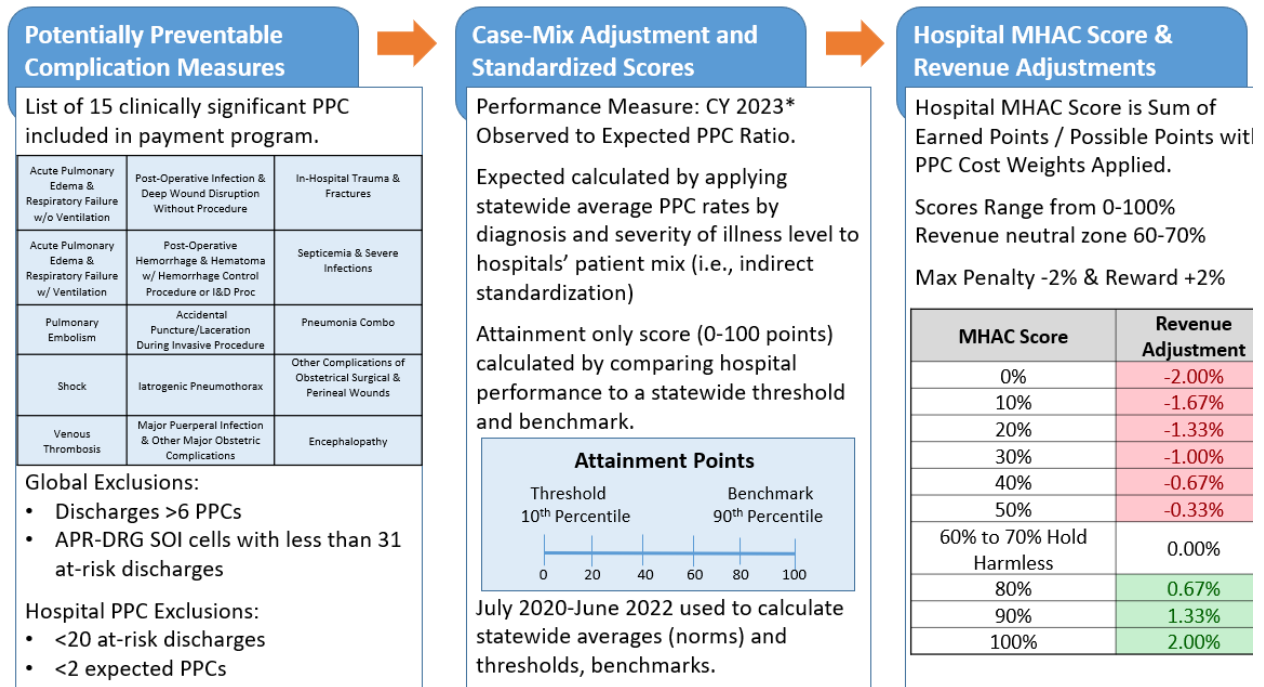 Potentially Preventable
Complication Measures
List of 15 clinically significant PPC
included in payment program.
Acute Pulmonary
Edema &
Respiratory Failure
w/o Ventilation
Post-Operative Infection &
Deep Wound Disruption
Without Procedure
In-Hospital Trauma &
Fractures
Acute Pulmonary
Edema &
Respiratory Failure
w/ Ventilation
Post-Operative
Hemorrhage & Hematoma
w/ Hemorrhage Control
Procedure or I&D Proc
Septicemia & Severe
Infections
Pulmonary
Embolism
Accidental
Puncture/Laceration
During Invasive Procedure
Pneumonia Combo
Shock
Iatrogenic Pneumothorax
Other Complications of
Obstetrical Surgical &
Perineal Wounds
Venous
Thrombosis
Major Puerperal Infection
& Other Major Obstetric
Complications
Encephalopathy
Global Exclusions:
• Discharges >6 PPCs
• APR-DRG SOI cells with less than 31
at-risk discharges
Hospital PPC Exclusions:
• <20 at-risk discharges
• <2 expected PPCs
Case-Mix Adjustment and
Standardized Scores
Performance Measure: CY 2023*
Observed to Expected PPC Ratio.
Expected calculated by applying
statewide average PPC rates by
diagnosis and severity of illness level to
hospitals' patient mix (i.e., indirect
standardization)
Attainment only score (0-100 points)
calculated by comparing hospital
performance to a statewide threshold
and benchmark.
Attainment Points
Threshold
10th Percentile
Benchmark
90th Percentile
0 20 40 60 80 100
July 2020-June 2022 used to calculate
statewide averages (norms) and
thresholds, benchmarks.
Hospital MHAC Score &
Revenue Adjustments
Hospital MHAC Score is Sum of
Earned Points / Possible Points with
PPC Cost Weights Applied.
Scores Range from 0-100%
Revenue neutral zone 60-70%
Max Penalty -2% & Reward +2%
MHAC Score Revenue Adjustment
0% -2.00%
10% -1.67%
20% -1.33%
30% -1.00%
40% -0.67%
50% -0.33%
60% to 70% Hold Harmless 0.00%
80% 0.67%
90% 1.33%
100% 2.00%